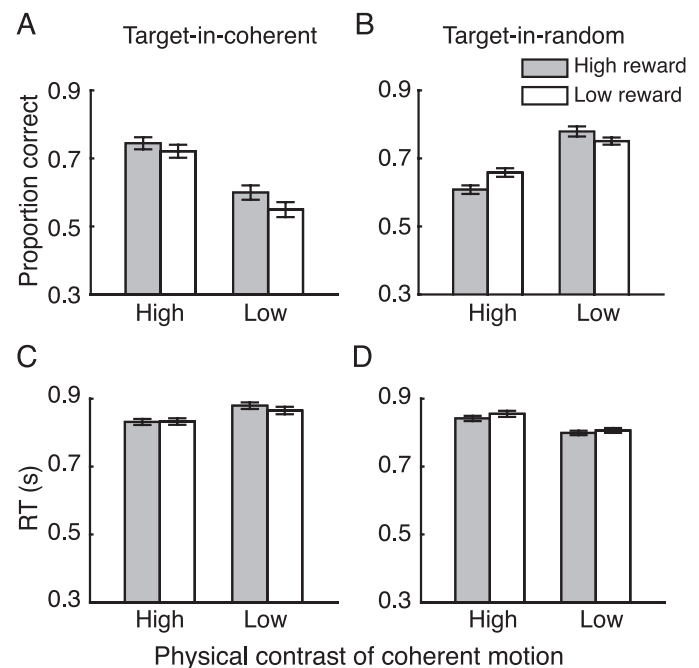 A
Target-in-coherent
B
Target-in-random
High reward
Low reward
Proportion correct
0.9
0.7
0.5
0.3
High
Low
0.9
0.7
0.5
0.3
High
Low
C
D
RT (s)
0.9
0.7
0.5
0.3
High
Low
0.9
0.7
0.5
0.3
High
Low
Physical contrast of coherent motion